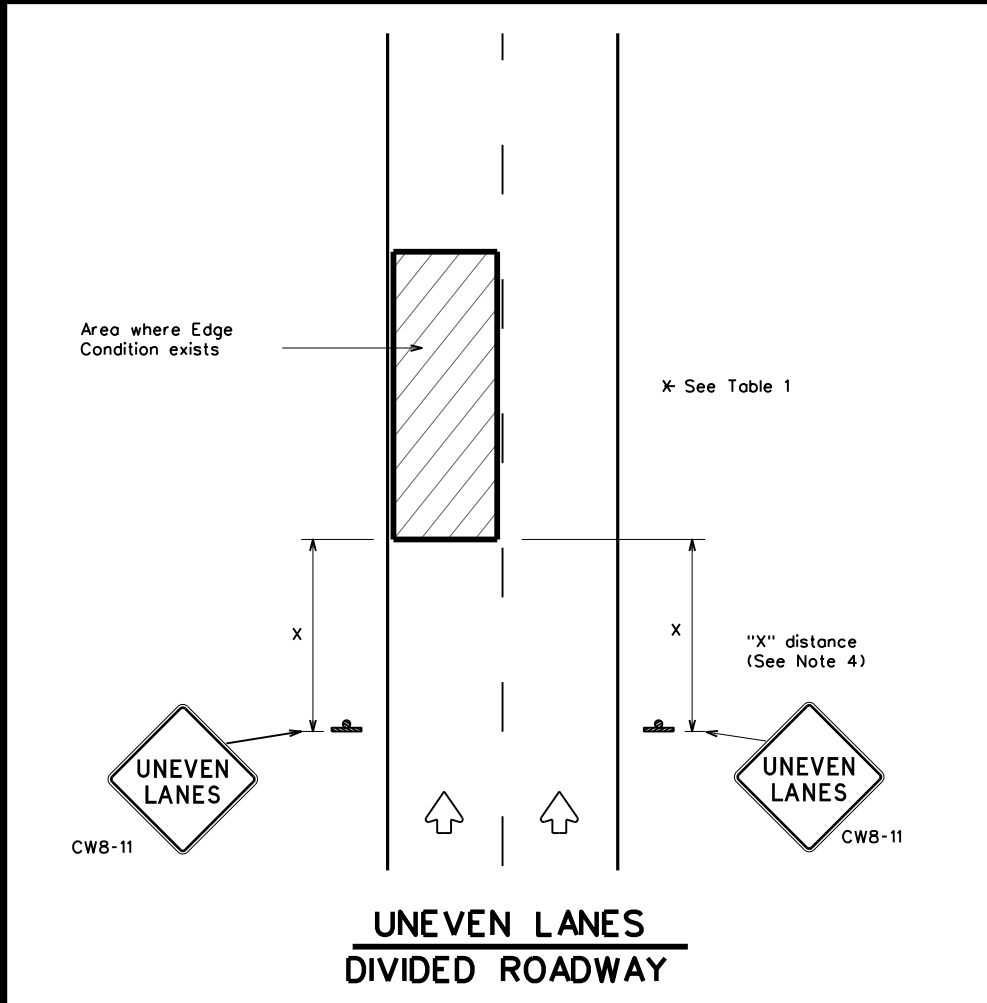 Area where Edge
Condition exists
* See Table 1
X
X
"X" distance
(See Note 4)
UNEVEN
LANES
CW8-11
UNEVEN
LANES
CW8-11
UNEVEN LANES
DIVIDED ROADWAY